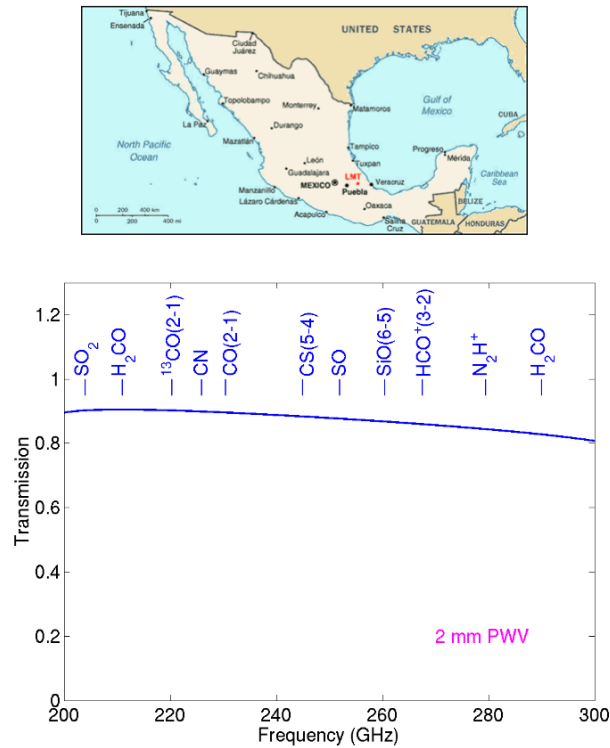 Tijuana
Ensenada
UNITED STATES
Ciudad
Juárez
Guaymas
Chihuahua
Topolobampo
Monterrey
Matamoros
Gulf of
Mexico
La Paz
Durango
CUBA
North Pacific
Ocean
Mazatlán
Tampico
Progreso
Tuxpan
Mérida
León
Guadalajara
LMT
Caribbean
Sea
Manzanillo
MEXICO
Puebla
Veracruz
Lázaro Cárdenas
Oaxaca
BELIZE
Acapulco
Salina
Cruz
GUATEMALA
HONDURAS
0 200 400 km
0 200 400 mi
SO₂
H₂CO
¹³CO(2-1)
CN
CO(2-1)
CS(5-4)
SO
SiO(6-5)
HCO⁺(3-2)
N₂H⁺
H₂CO
1.2
1
0.8
0.6
0.4
0.2
0
Transmission
2 mm PWV
200 220 240 260 280 300
Frequency (GHz)